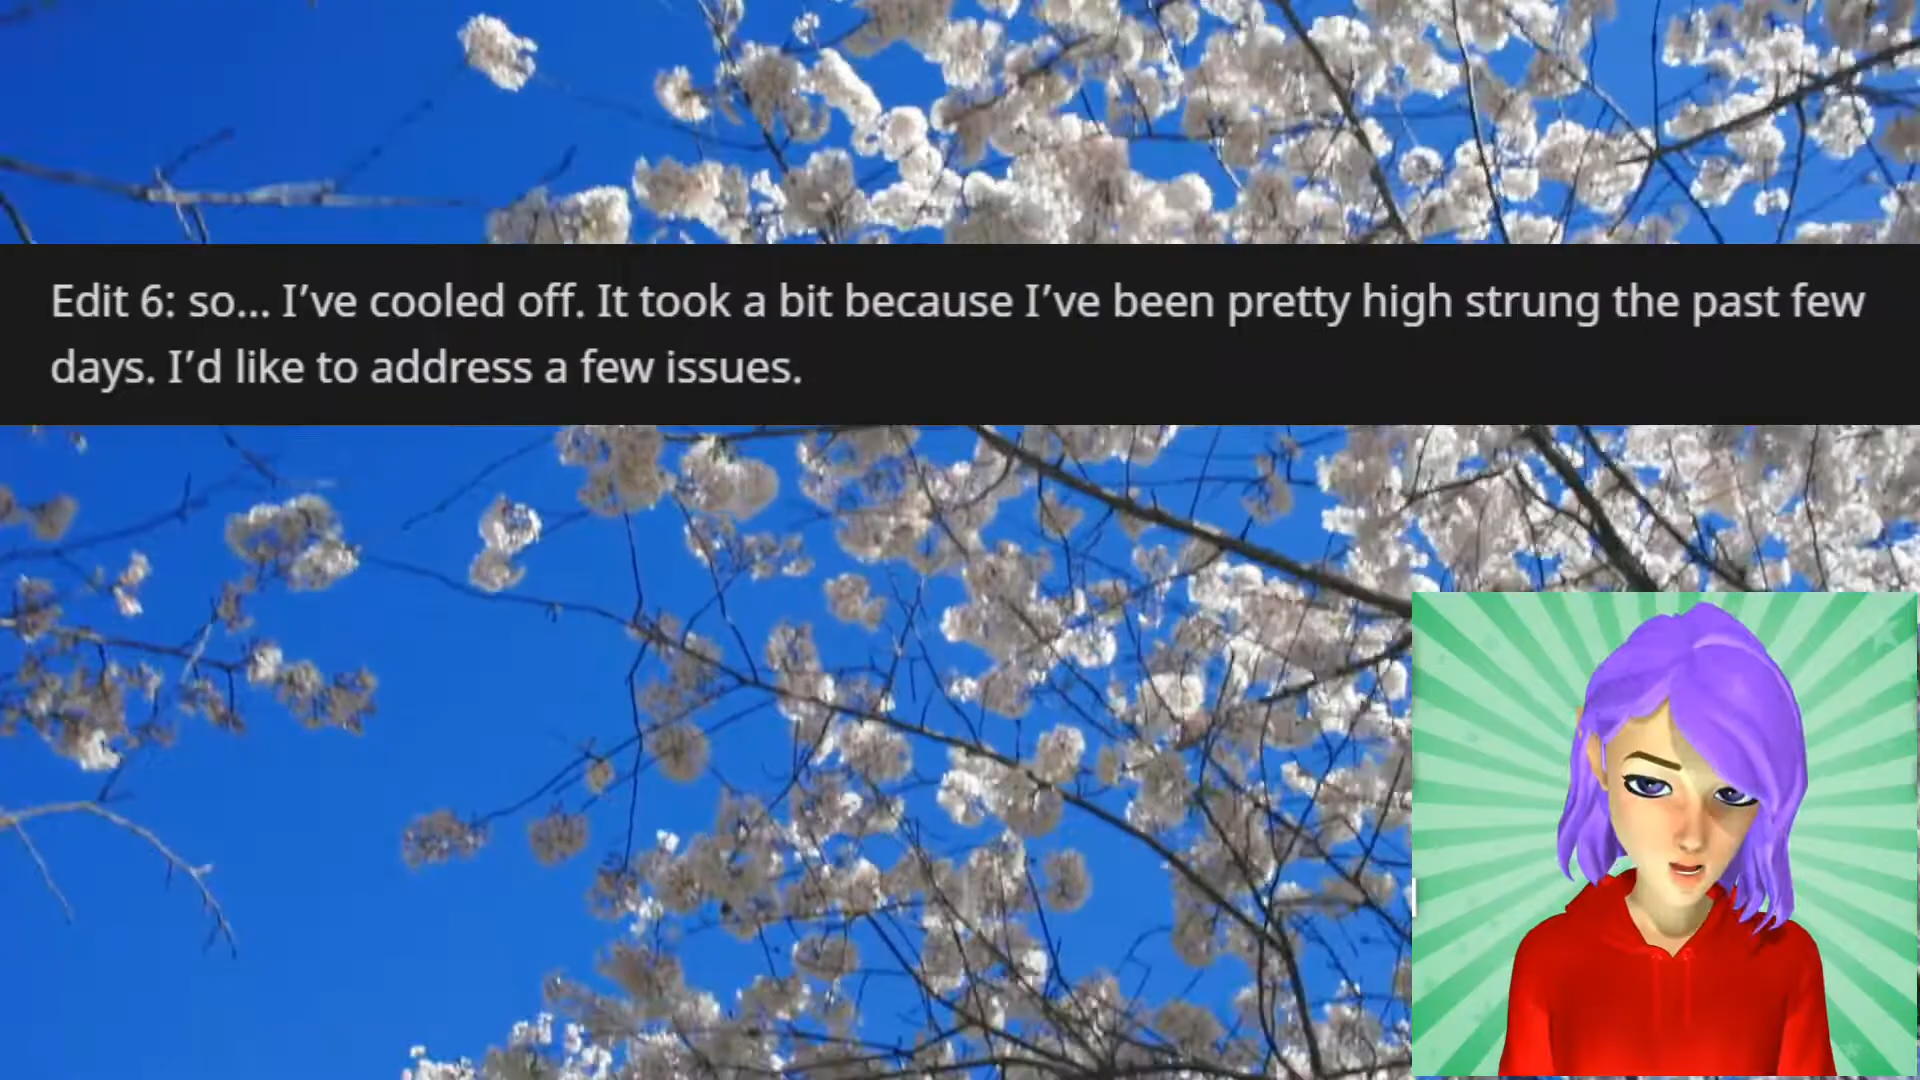 Edit 6: so... I’ve cooled off. It took a bit because I’ve been pretty high strung the past few
days. I’d like to address a few issues.